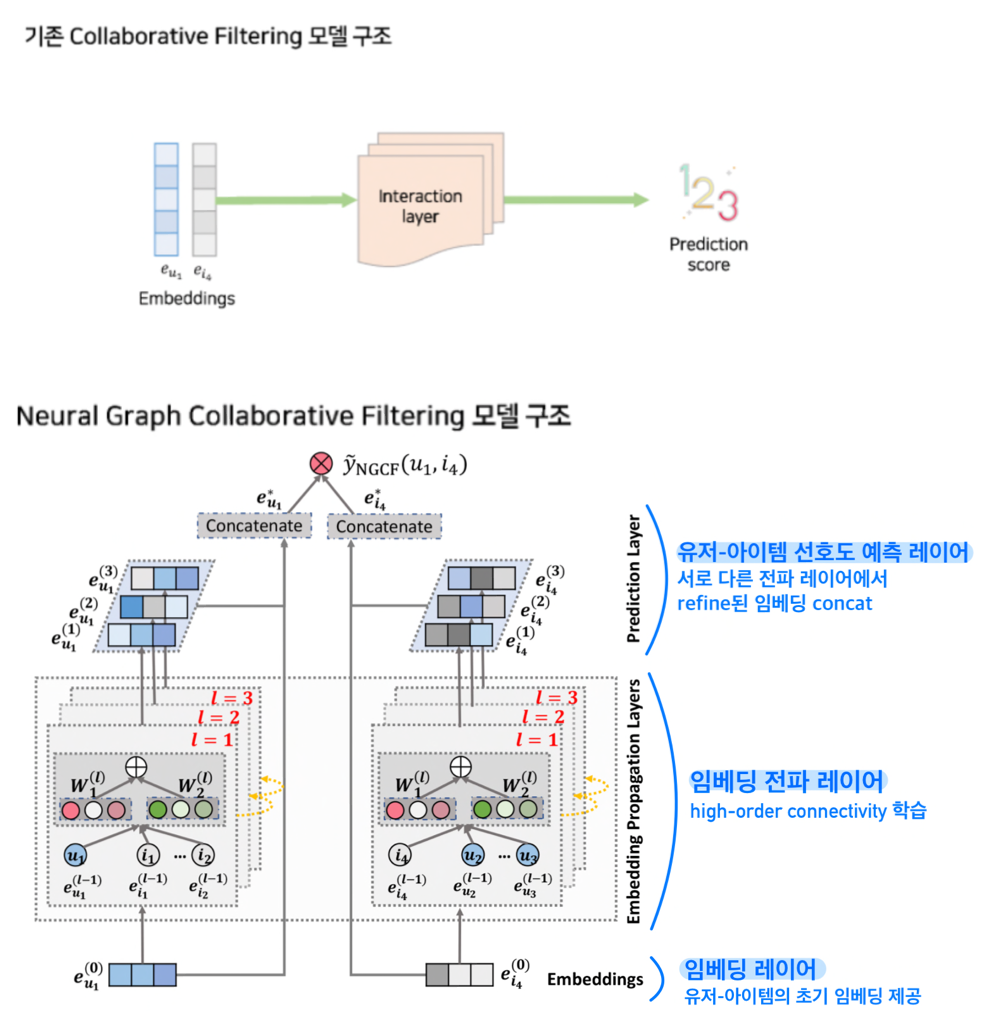 기존 Collaborative Filtering 모델 구조
Interaction
layer
123
Prediction
score
e_{u_1} e_{i_4}
Embeddings
Neural Graph Collaborative Filtering 모델 구조
ỹ_{NGCF}(u_1, i_4)
e^*_{u_1} e^*_{i_4}
Concatenate Concatenate
e^{(3)}_{u_1}
e^{(2)}_{u_1}
e^{(1)}_{u_1}
e^{(3)}_{i_4}
e^{(2)}_{i_4}
e^{(1)}_{i_4}
Prediction Layer
유저-아이템 선호도 예측 레이어
서로 다른 전파 레이어에서
refine된 임베딩 concat
l = 3
l = 2
l = 1
W^{(l)}_1 W^{(l)}_2
u_1 i_1 ... i_2
e^{(l-1)}_{u_1} e^{(l-1)}_{i_1} e^{(l-1)}_{i_2}
l = 3
l = 2
l = 1
W^{(l)}_1 W^{(l)}_2
i_4 u_2 ... u_3
e^{(l-1)}_{i_4} e^{(l-1)}_{u_2} e^{(l-1)}_{u_3}
Embedding Propagation Layers
임베딩 전파 레이어
high-order connectivity 학습
e^{(0)}_{u_1} e^{(0)}_{i_4}
Embeddings
임베딩 레이어
유저-아이템의 초기 임베딩 제공